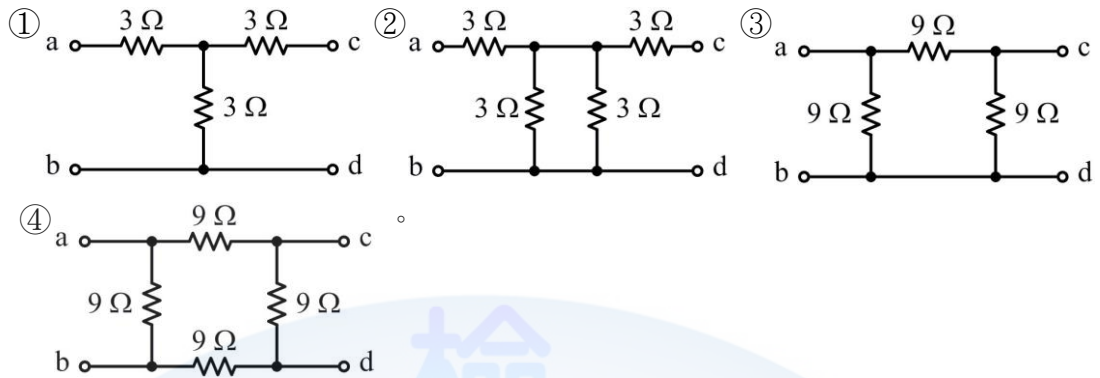 ① 3 Ω 3 Ω ② 3 Ω 3 Ω ③ 9 Ω
a c a c a c
3 Ω 3 Ω 3 Ω 9 Ω 9 Ω
b d b d b d
④ 9 Ω 。
a c
9 Ω 9 Ω
9 Ω
b d